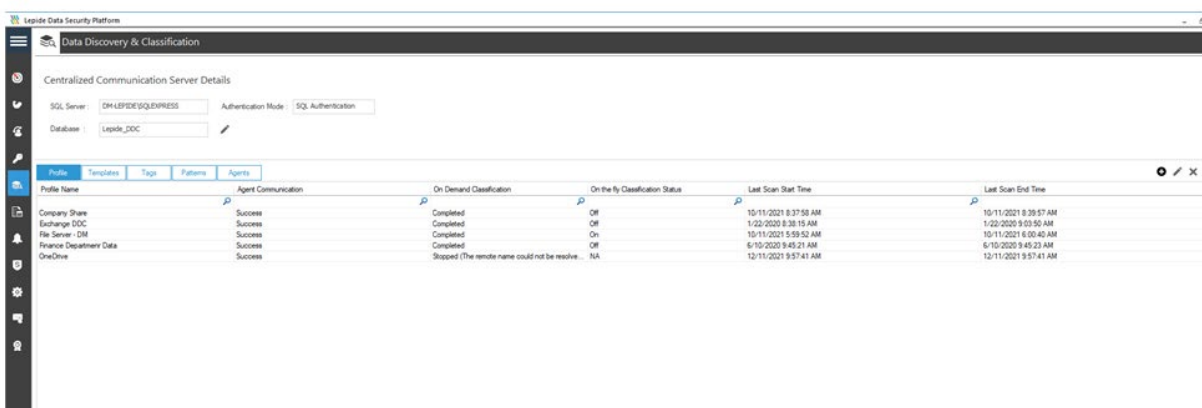 Lepide Data Security Platform
Data Discovery & Classification
Centralized Communication Server Details
SQL Server : DM-LEPIDE\SQLEXPRESS Authentication Mode : SQL Authentication
Database : Lepide_DDC
Profile Templates Tags Patterns Agents
Profile Name Agent Communication On Demand Classification On the fly Classification Status Last Scan Start Time Last Scan End Time
Company Share Success Completed Off 10/11/2021 8:37:58 AM 10/11/2021 8:39:57 AM
Exchange DDC Success Completed Off 1/22/2020 8:38:15 AM 1/22/2020 9:03:50 AM
File Server - DM Success Completed On 10/11/2021 5:59:52 AM 10/11/2021 6:00:40 AM
Finance Departmenr Data Success Completed Off 6/10/2020 9:45:21 AM 6/10/2020 9:45:23 AM
OneDrive Success Stopped (The remote name could not be resolve... NA 12/11/2021 9:57:41 AM 12/11/2021 9:57:41 AM